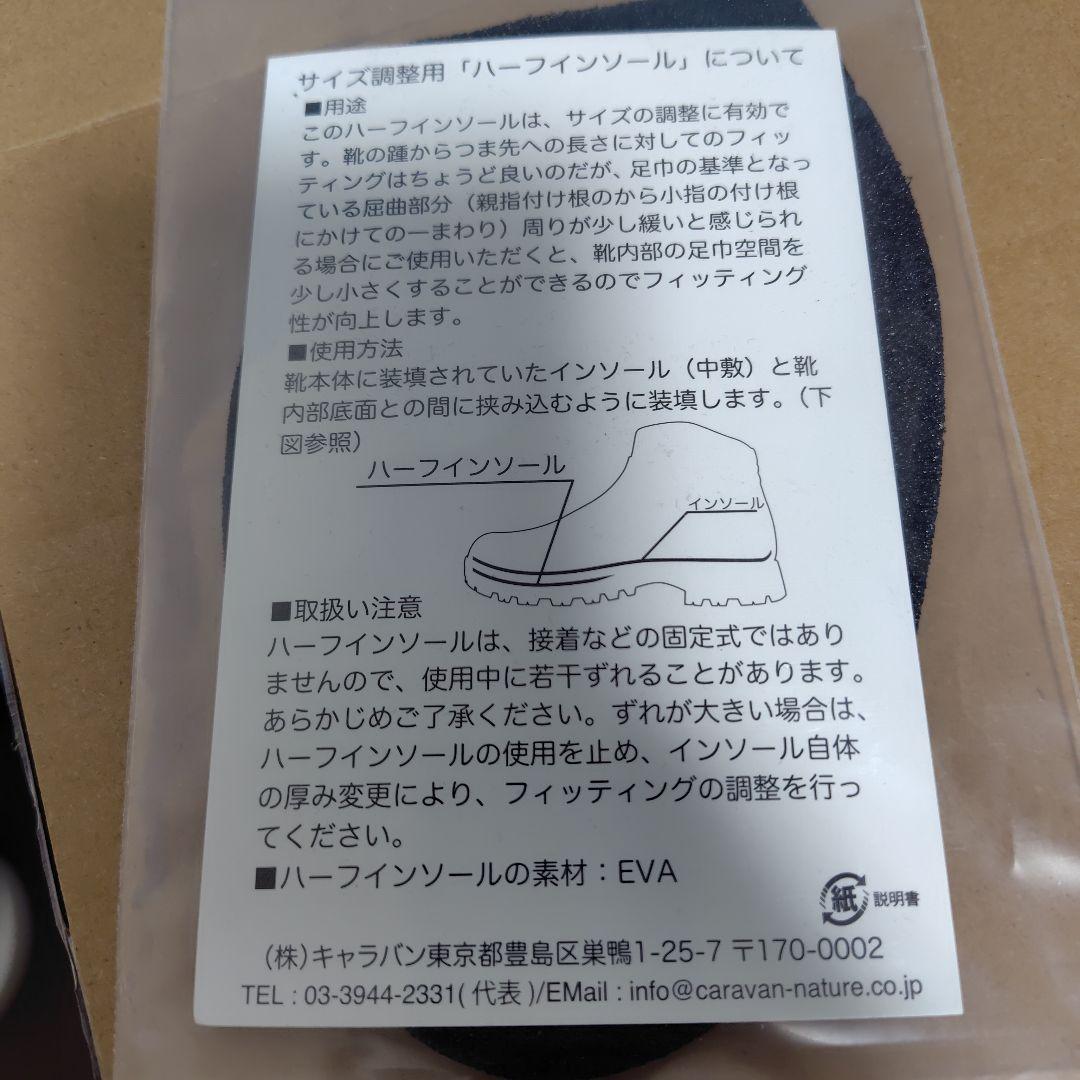 サイズ調整用「ハーフインソール」について
■用途
このハーフインソールは、サイズの調整に有効で
す。靴の踵からつま先への長さに対してのフィッ
ティングはちょうど良いのだが、足巾の基準となっ
ている屈曲部分（親指付け根のから小指の付け根
にかけての一まわり）周りが少し緩いと感じられ
る場合にご使用いただくと、靴内部の足巾空間を
少し小さくすることができるのでフィッティング
性が向上します。
■使用方法
靴本体に装填されていたインソール（中敷）と靴
内部底面との間に挟み込むように装填します。（下
図参照）
ハーフインソール
インソール
■取扱い注意
ハーフインソールは、接着などの固定式ではあり
ませんので、使用中に若干ずれることがあります。
あらかじめご了承ください。ずれが大きい場合は、
ハーフインソールの使用を止め、インソール自体
の厚み変更により、フィッティングの調整を行っ
てください。
■ハーフインソールの素材：EVA
紙 説明書
（株）キャラバン東京都豊島区巣鴨1-25-7 〒170-0002
TEL : 03-3944-2331( 代表 )/EMail : info@caravan-nature.co.jp